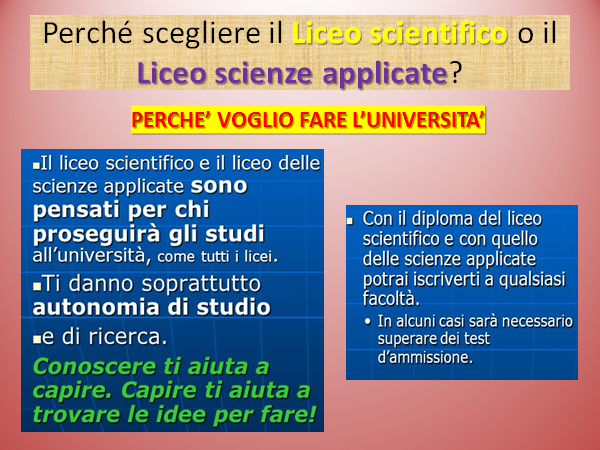 Perché scegliere il Liceo scientifico o il
Liceo scienze applicate?
PERCHE’ VOGLIO FARE L’UNIVERSITA’
Il liceo scientifico e il liceo delle
scienze applicate sono
pensati per chi
proseguirà gli studi
all’università, come tutti i licei.
Ti danno soprattutto
autonomia di studio
e di ricerca.
Conoscere ti aiuta a
capire. Capire ti aiuta a
trovare le idee per fare!
Con il diploma del liceo
scientifico e con quello
delle scienze applicate
potrai iscriverti a qualsiasi
facoltà.
• In alcuni casi sarà necessario
superare dei test
d’ammissione.